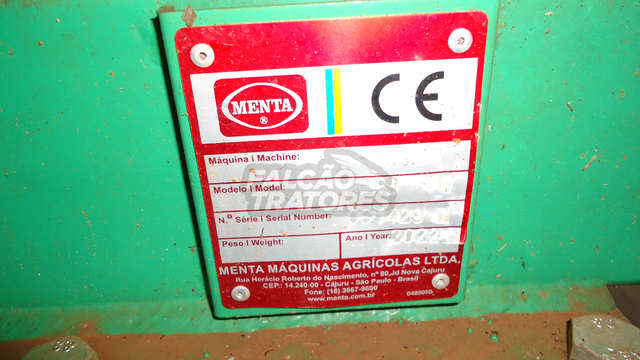 MENTA
®
CE
Máquina | Machine:
FALCÃO
TRATORES
Modelo | Model:
N.º Série | Serial Number:
Peso | Weight:
Ano | Year:
MENTA MÁQUINAS AGRÍCOLAS LTDA.
Rua Horácio Roberto do Nascimento, nº 80,Jd Nova Cajuru
CEP.: 14.240-00 - Cajuru - São Paulo - Brasil
Fone: (16) 3667-9600
www.menta.com.br